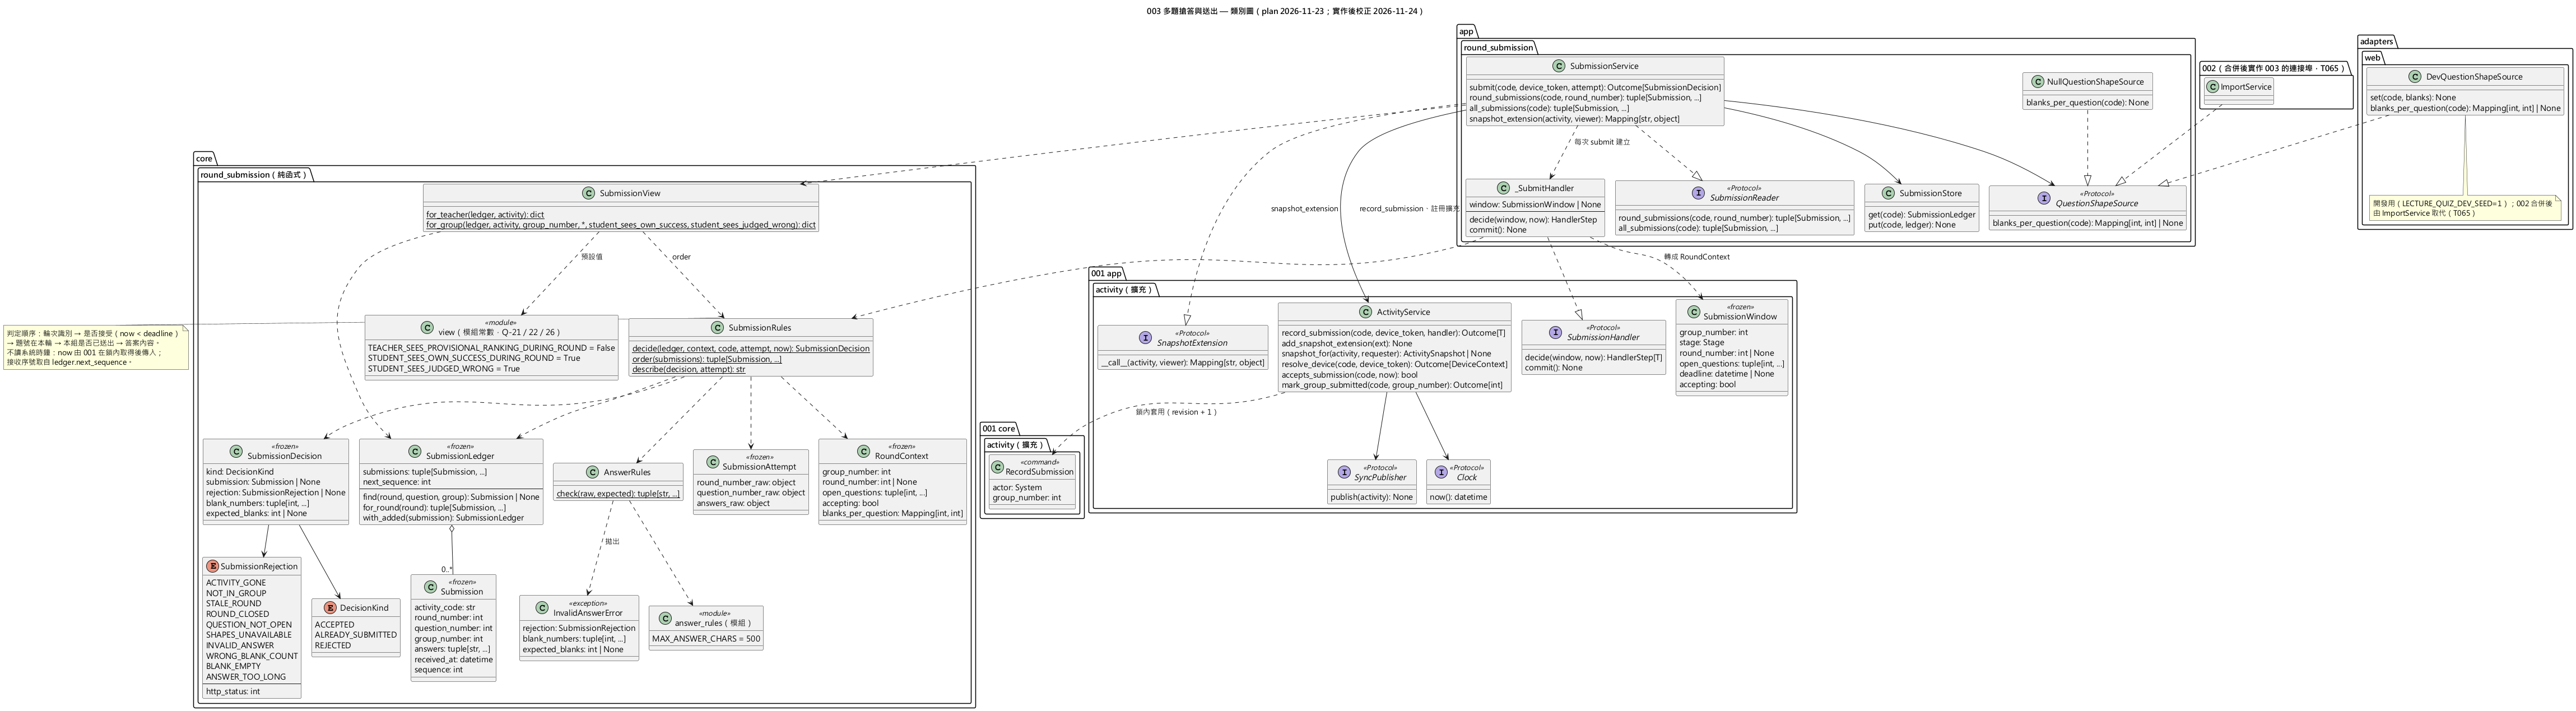 003 多題搶答與送出 — 類別圖（plan 2026-11-23；實作後校正 2026-11-24）
app
round_submission
SubmissionService
submit(code, device_token, attempt): Outcome[SubmissionDecision]
round_submissions(code, round_number): tuple[Submission, ...]
all_submissions(code): tuple[Submission, ...]
snapshot_extension(activity, viewer): Mapping[str, object]
NullQuestionShapeSource
blanks_per_question(code): None
每次 submit 建立
_SubmitHandler
window: SubmissionWindow | None
decide(window, now): HandlerStep
commit(): None
«Protocol»
SubmissionReader
round_submissions(code, round_number): tuple[Submission, ...]
all_submissions(code): tuple[Submission, ...]
SubmissionStore
get(code): SubmissionLedger
put(code, ledger): None
«Protocol»
QuestionShapeSource
blanks_per_question(code): Mapping[int, int] | None
002（合併後實作 003 的連接埠，T065）
ImportService
adapters
web
DevQuestionShapeSource
set(code, blanks): None
blanks_per_question(code): Mapping[int, int] | None
開發用（LECTURE_QUIZ_DEV_SEED=1）；002 合併後
由 ImportService 取代（T065）
core
round_submission（純函式）
SubmissionView
for_teacher(ledger, activity): dict
for_group(ledger, activity, group_number, *, student_sees_own_success, student_sees_judged_wrong): dict
預設值
order
snapshot_extension
record_submission、註冊擴充
轉成 RoundContext
判定順序：輪次識別 → 是否接受（now < deadline）
→ 題號在本輪 → 本組是否已送出 → 答案內容。
不讀系統時鐘：now 由 001 在鎖內取得後傳入；
接收序號取自 ledger.next_sequence。
«module»
view（模組常數，Q-21 / 22 / 26）
TEACHER_SEES_PROVISIONAL_RANKING_DURING_ROUND = False
STUDENT_SEES_OWN_SUCCESS_DURING_ROUND = True
STUDENT_SEES_JUDGED_WRONG = True
SubmissionRules
decide(ledger, context, code, attempt, now): SubmissionDecision
order(submissions): tuple[Submission, ...]
describe(decision, attempt): str
001 app
activity（擴充）
«Protocol»
SnapshotExtension
__call__(activity, viewer): Mapping[str, object]
ActivityService
record_submission(code, device_token, handler): Outcome[T]
add_snapshot_extension(ext): None
snapshot_for(activity, requester): ActivitySnapshot | None
resolve_device(code, device_token): Outcome[DeviceContext]
accepts_submission(code, now): bool
mark_group_submitted(code, group_number): Outcome[int]
«Protocol»
SubmissionHandler
decide(window, now): HandlerStep[T]
commit(): None
«frozen»
SubmissionWindow
group_number: int
stage: Stage
round_number: int | None
open_questions: tuple[int, ...]
deadline: datetime | None
accepting: bool
鎖內套用（revision + 1）
001 core
activity（擴充）
«command»
RecordSubmission
actor: System
group_number: int
«Protocol»
SyncPublisher
publish(activity): None
«Protocol»
Clock
now(): datetime
«frozen»
SubmissionDecision
kind: DecisionKind
submission: Submission | None
rejection: SubmissionRejection | None
blank_numbers: tuple[int, ...]
expected_blanks: int | None
«frozen»
SubmissionLedger
submissions: tuple[Submission, ...]
next_sequence: int
find(round, question, group): Submission | None
for_round(round): tuple[Submission, ...]
with_added(submission): SubmissionLedger
AnswerRules
check(raw, expected): tuple[str, ...]
«frozen»
SubmissionAttempt
round_number_raw: object
question_number_raw: object
answers_raw: object
«frozen»
RoundContext
group_number: int
round_number: int | None
open_questions: tuple[int, ...]
accepting: bool
blanks_per_question: Mapping[int, int]
拋出
0..*
SubmissionRejection
ACTIVITY_GONE
NOT_IN_GROUP
STALE_ROUND
ROUND_CLOSED
QUESTION_NOT_OPEN
SHAPES_UNAVAILABLE
INVALID_ANSWER
WRONG_BLANK_COUNT
BLANK_EMPTY
ANSWER_TOO_LONG
http_status: int
DecisionKind
ACCEPTED
ALREADY_SUBMITTED
REJECTED
«frozen»
Submission
activity_code: str
round_number: int
question_number: int
group_number: int
answers: tuple[str, ...]
received_at: datetime
sequence: int
«exception»
InvalidAnswerError
rejection: SubmissionRejection
blank_numbers: tuple[int, ...]
expected_blanks: int | None
«module»
answer_rules（模組）
MAX_ANSWER_CHARS = 500